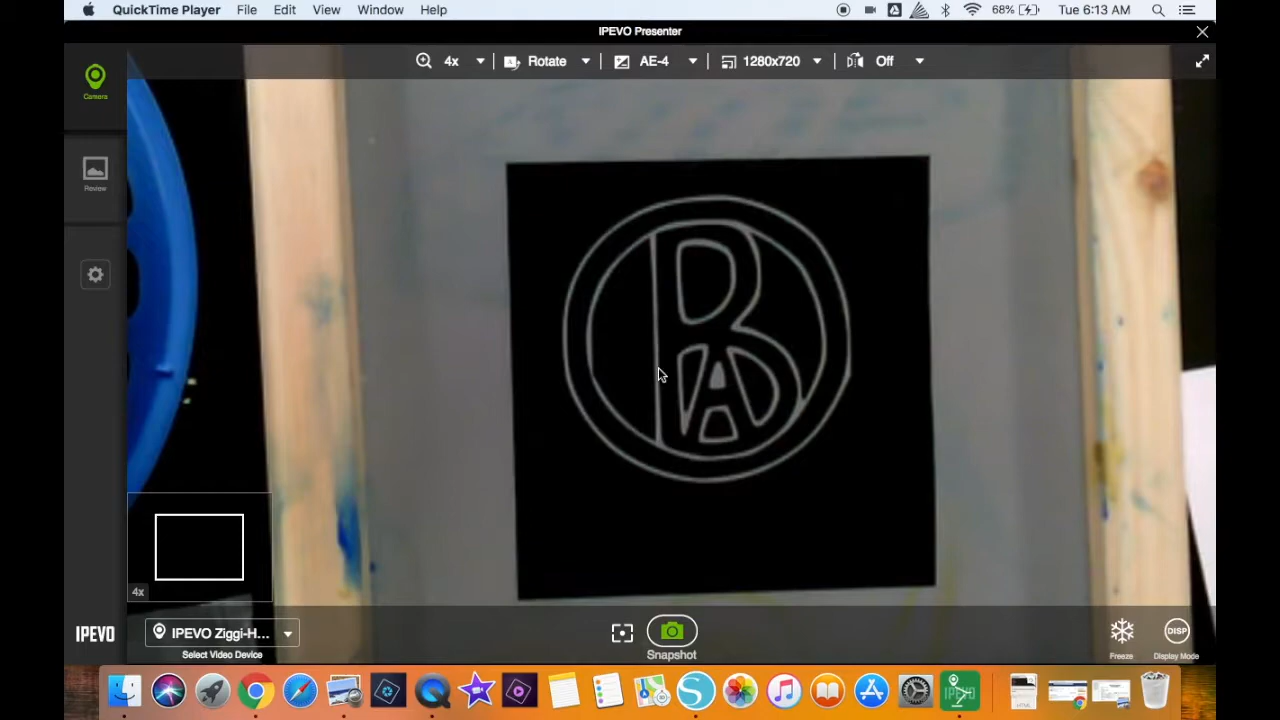 QuickTime Player File Edit View Window Help 68% Tue 6:13 AM
IPEVO Presenter
4x Rotate AE-4 1280x720 Off
Camera
Review
BA
4x
IPEVO
IPEVO Ziggi-H...
Select Video Device
Snapshot
Freeze
DISP
Display Mode